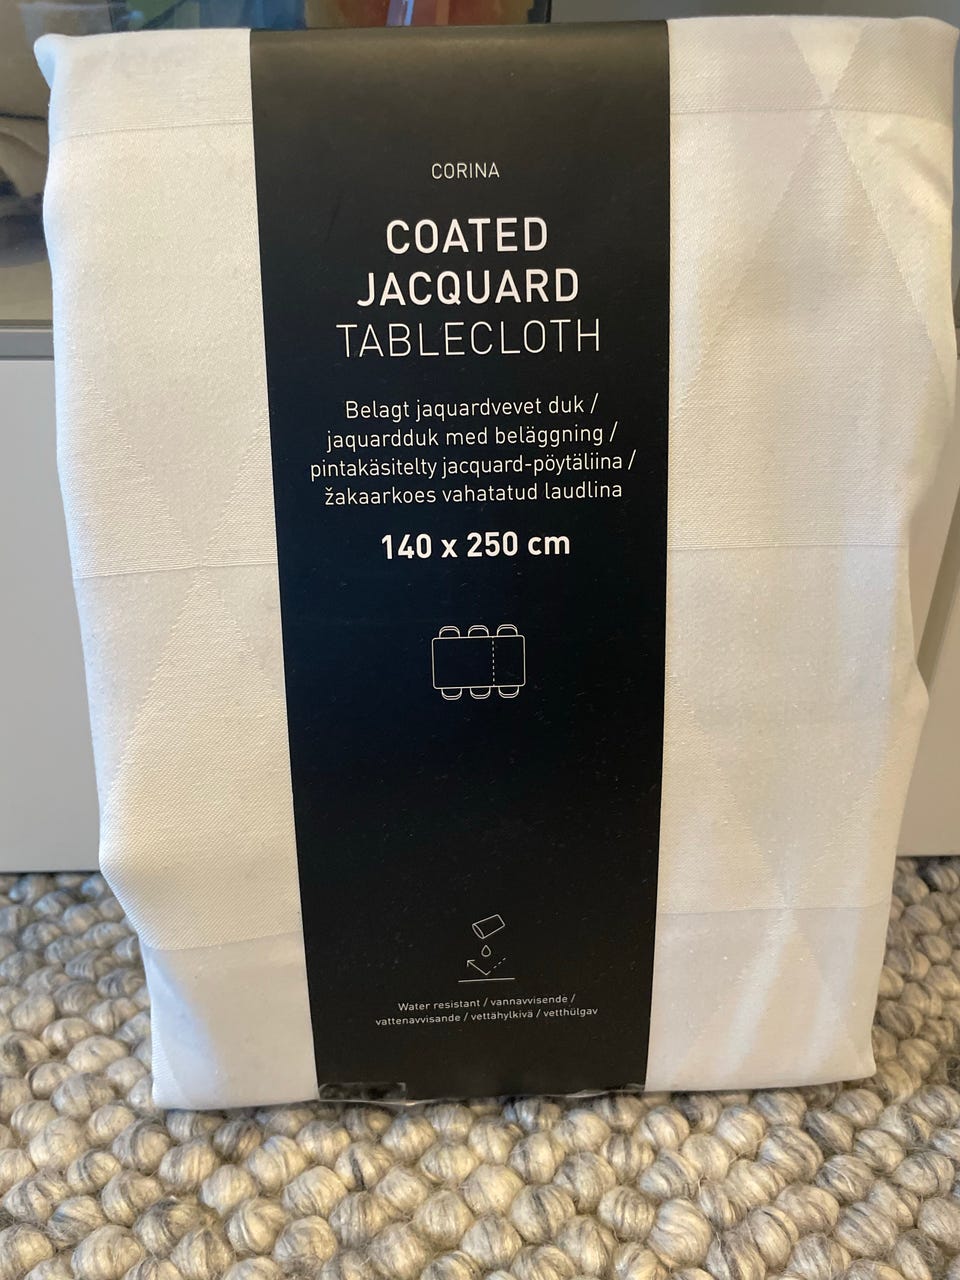 CORINA
COATED
JACQUARD
TABLECLOTH
Belagt jaquardvevet duk /
jaquardduk med beläggning /
pintakäsitelty jacquard-pöytäliina /
žakaarkoes vahatatud laudlina
140 x 250 cm
Water resistant / vannavvisende /
vattenavvisande / vettähylkivä / vetthülgav